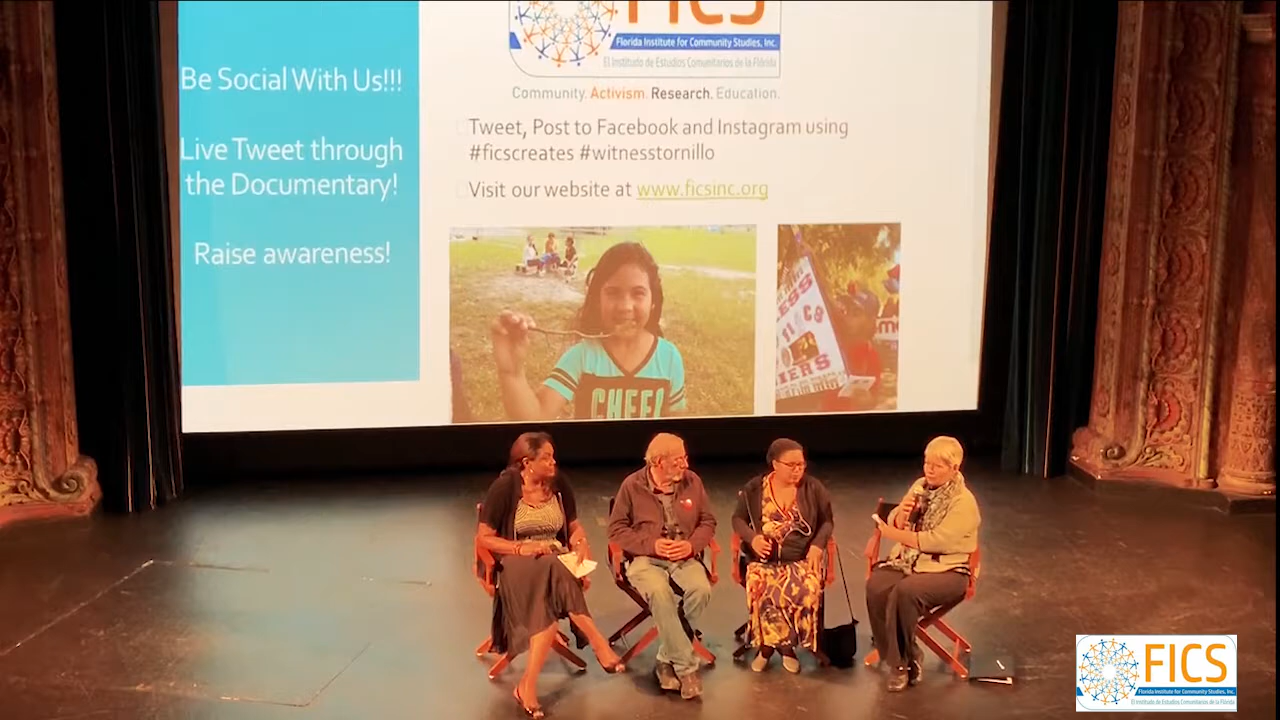 Be Social With Us!!!
Live Tweet through
the Documentary!
Raise awareness!
FICS
Florida Institute for Community Studies, Inc.
El Instituto de Estudios Comunitarios de la Flórida
Community. Activism. Research. Education.
Tweet, Post to Facebook and Instagram using
#ficscreates #witnesstornillo
Visit our website at www.ficsinc.org
CHEE
FICS
Florida Institute for Community Studies, Inc.
El Instituto de Estudios Comunitarios de la Flórida